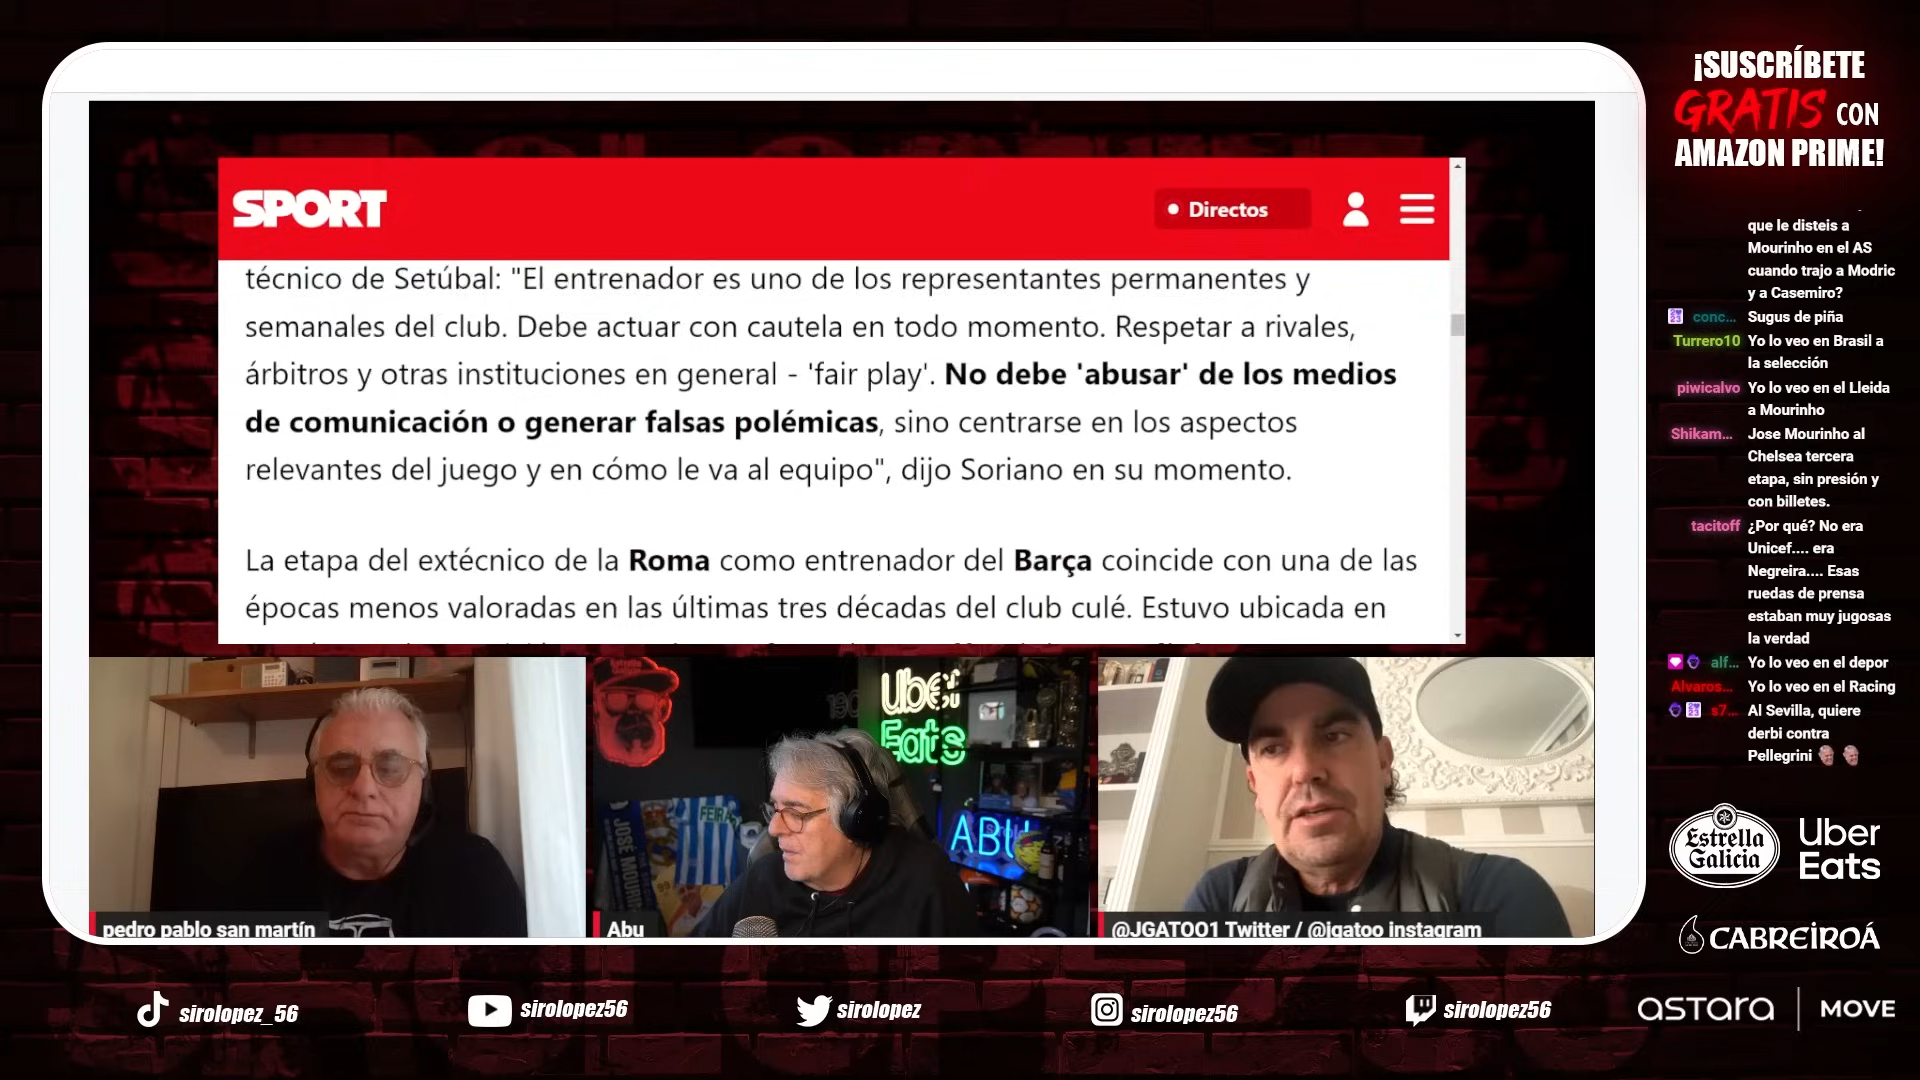 ¡SUSCRÍBETE
GRATIS CON
AMAZON PRIME!
SPORT
Directos
técnico de Setúbal: "El entrenador es uno de los representantes permanentes y
semanales del club. Debe actuar con cautela en todo momento. Respetar a rivales,
árbitros y otras instituciones en general - 'fair play'. No debe 'abusar' de los medios
de comunicación o generar falsas polémicas, sino centrarse en los aspectos
relevantes del juego y en cómo le va al equipo", dijo Soriano en su momento.
La etapa del extécnico de la Roma como entrenador del Barça coincide con una de las
épocas menos valoradas en las últimas tres décadas del club culé. Estuvo ubicada en
que le disteis a
Mourinho en el AS
cuando trajo a Modric
y a Casemiro?
conc... Sugus de piña
Turrero10 Yo lo veo en Brasil a
la selección
piwicalvo Yo lo veo en el Lleida
a Mourinho
Shikam... Jose Mourinho al
Chelsea tercera
etapa, sin presión y
con billetes.
tacitoff ¿Por qué? No era
Unicef.... era
Negreira.... Esas
ruedas de prensa
estaban muy jugosas
la verdad
alf... Yo lo veo en el depor
Alvaros... Yo lo veo en el Racing
s7... Al Sevilla, quiere
derbi contra
Pellegrini
Uber
Eats
ABU
FEIRA
pedro pablo san martín
Abu
@JGATOO1 Twitter / @jgatoo instagram
Estrella
Galicia
Uber
Eats
CABREIROÁ
sirolopez_56
sirolopez56
sirolopez
sirolopez56
sirolopez56
astara | MOVE